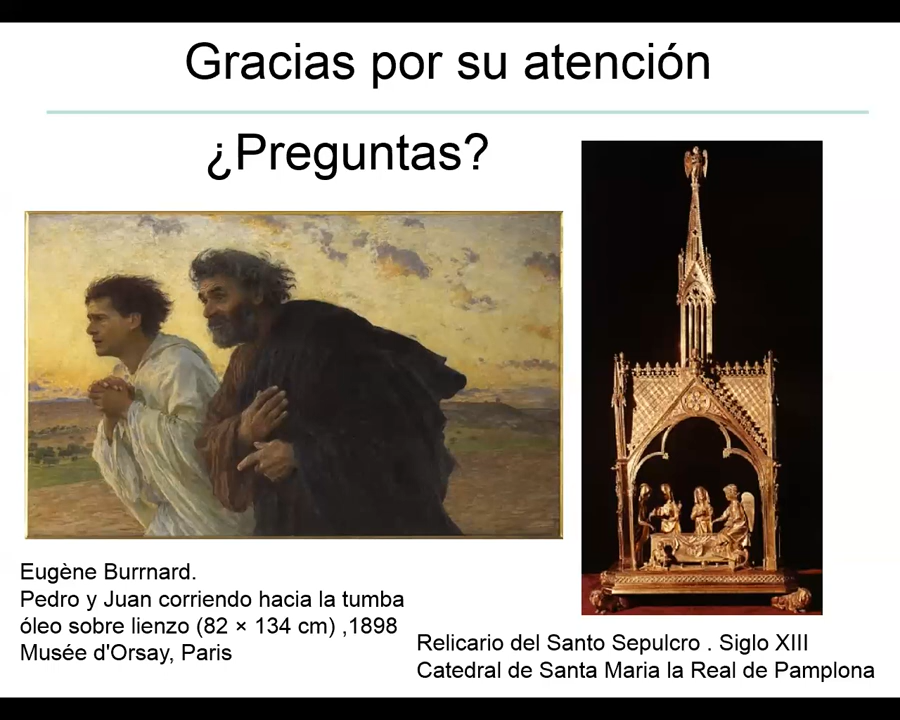 Gracias por su atención
¿Preguntas?
Eugène Burrnard.
Pedro y Juan corriendo hacia la tumba
óleo sobre lienzo (82 × 134 cm) ,1898
Musée d'Orsay, Paris
Relicario del Santo Sepulcro . Siglo XIII
Catedral de Santa Maria la Real de Pamplona